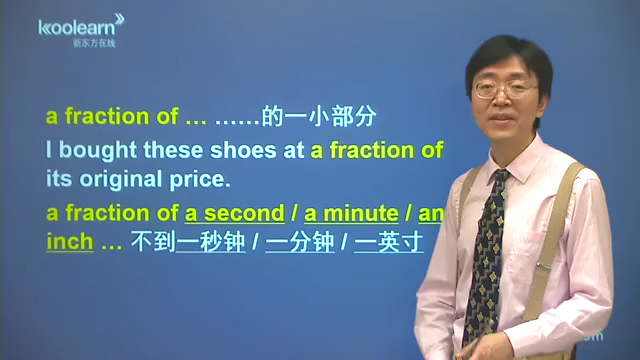 koolearn
新东方在线
a fraction of … ……的一小部分
I bought these shoes at a fraction of
its original price.
a fraction of a second / a minute / an
inch … 不到一秒钟 / 一分钟 / 一英寸
om